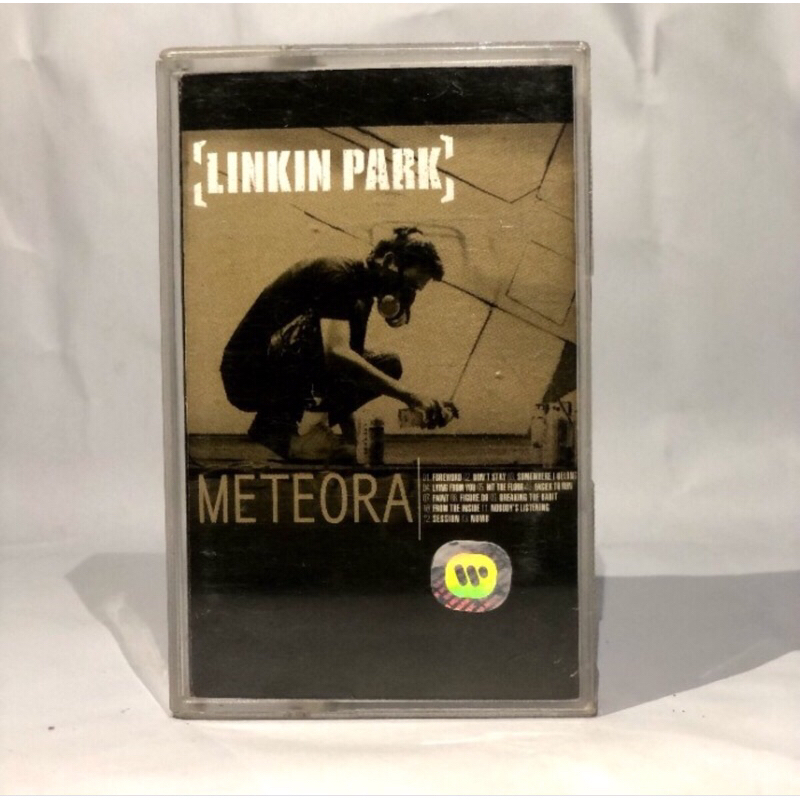 [LINKIN PARK]
METEORA
01. FOREWORD 02. DON'T STAY 03. SOMEWHERE I BELONG
04. LYING FROM YOU 05. HIT THE FLOOR 06. EASIER TO RUN
07. FAINT 08. FIGURE.09 09. BREAKING THE HABIT
10. FROM THE INSIDE 11. NOBODY'S LISTENING
12. SESSION 13. NUMB